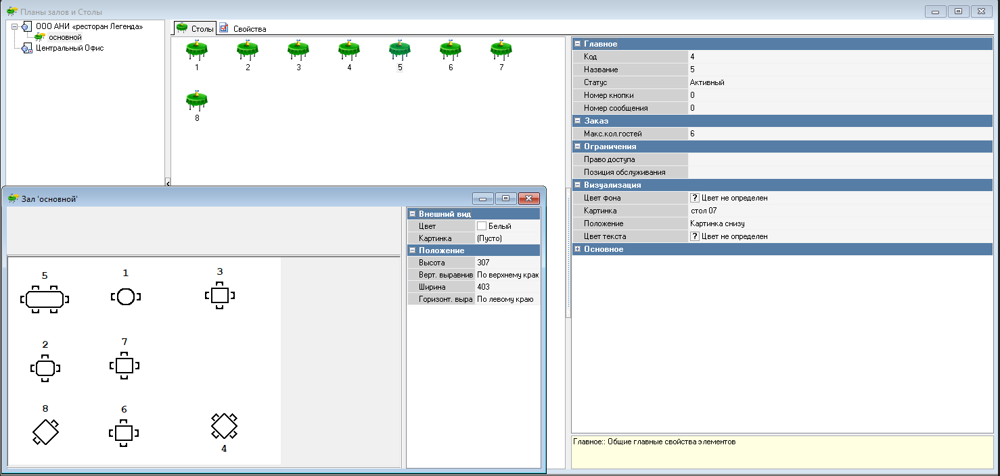 Планы залов и Столы
ООО АНИ «ресторан Легенда»
основной
Центральный Офис
Столы
Свойства
1
2
3
4
5
6
7
8
Главное
Код 4
Название 5
Статус Активный
Номер кнопки 0
Номер сообщения 0
Заказ
Макс.кол.гостей 6
Ограничения
Право доступа
Позиция обслуживания
Визуализация
Цвет фона ? Цвет не определен
Картинка стол 07
Положение Картинка снизу
Цвет текста ? Цвет не определен
Основное
Главное:: Общие главные свойства элементов
Зал 'основной'
5
1
3
2
7
8
6
4
Внешний вид
Цвет Белый
Картинка (Пусто)
Положение
Высота 307
Верт. выравнив По верхнему крак
Ширина 403
Горизонт. выра По левому краю